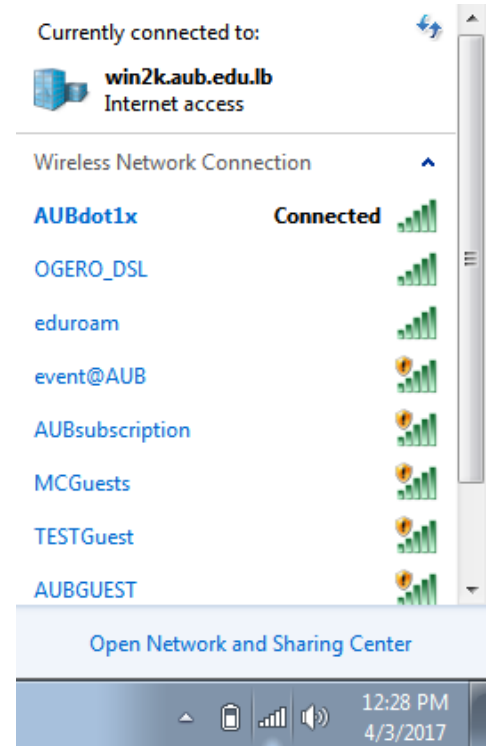 Currently connected to:
win2k.aub.edu.lb
Internet access
Wireless Network Connection
AUBdot1x Connected
OGERO_DSL
eduroam
event@AUB
AUBsubscription
MCGuests
TESTGuest
AUBGUEST
Open Network and Sharing Center
12:28 PM
4/3/2017